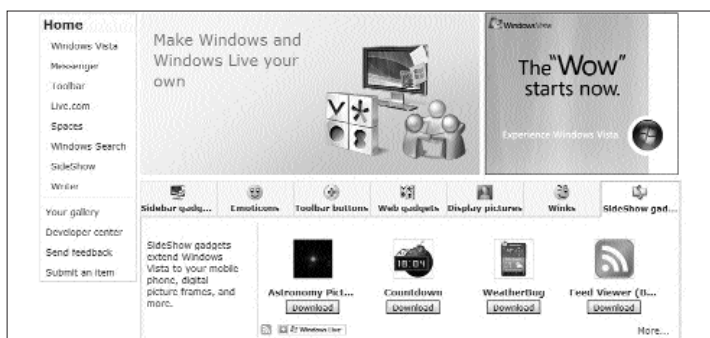 Home
Windows Vista
Messenger
Toolbar
Live.com
Spaces
Windows Search
SideShow
Writer
Your gallery
Developer center
Send feedback
Submit an item
Make Windows and
Windows Live your
own
Windows Vista
The "Wow"
starts now.
Experience Windows Vista
Sidebar gadg...
Emoticons
Toolbar buttons
Web gadgets
Display pictures
Winks
SideShow gad...
SideShow gadgets
extend Windows
Vista to your mobile
phone, digital
picture frames, and
more.
Astronomy Pict...
Download
18:04
Countdown
Download
WeatherBug
Download
Feed Viewer (B...
Download
Windows Live
More...